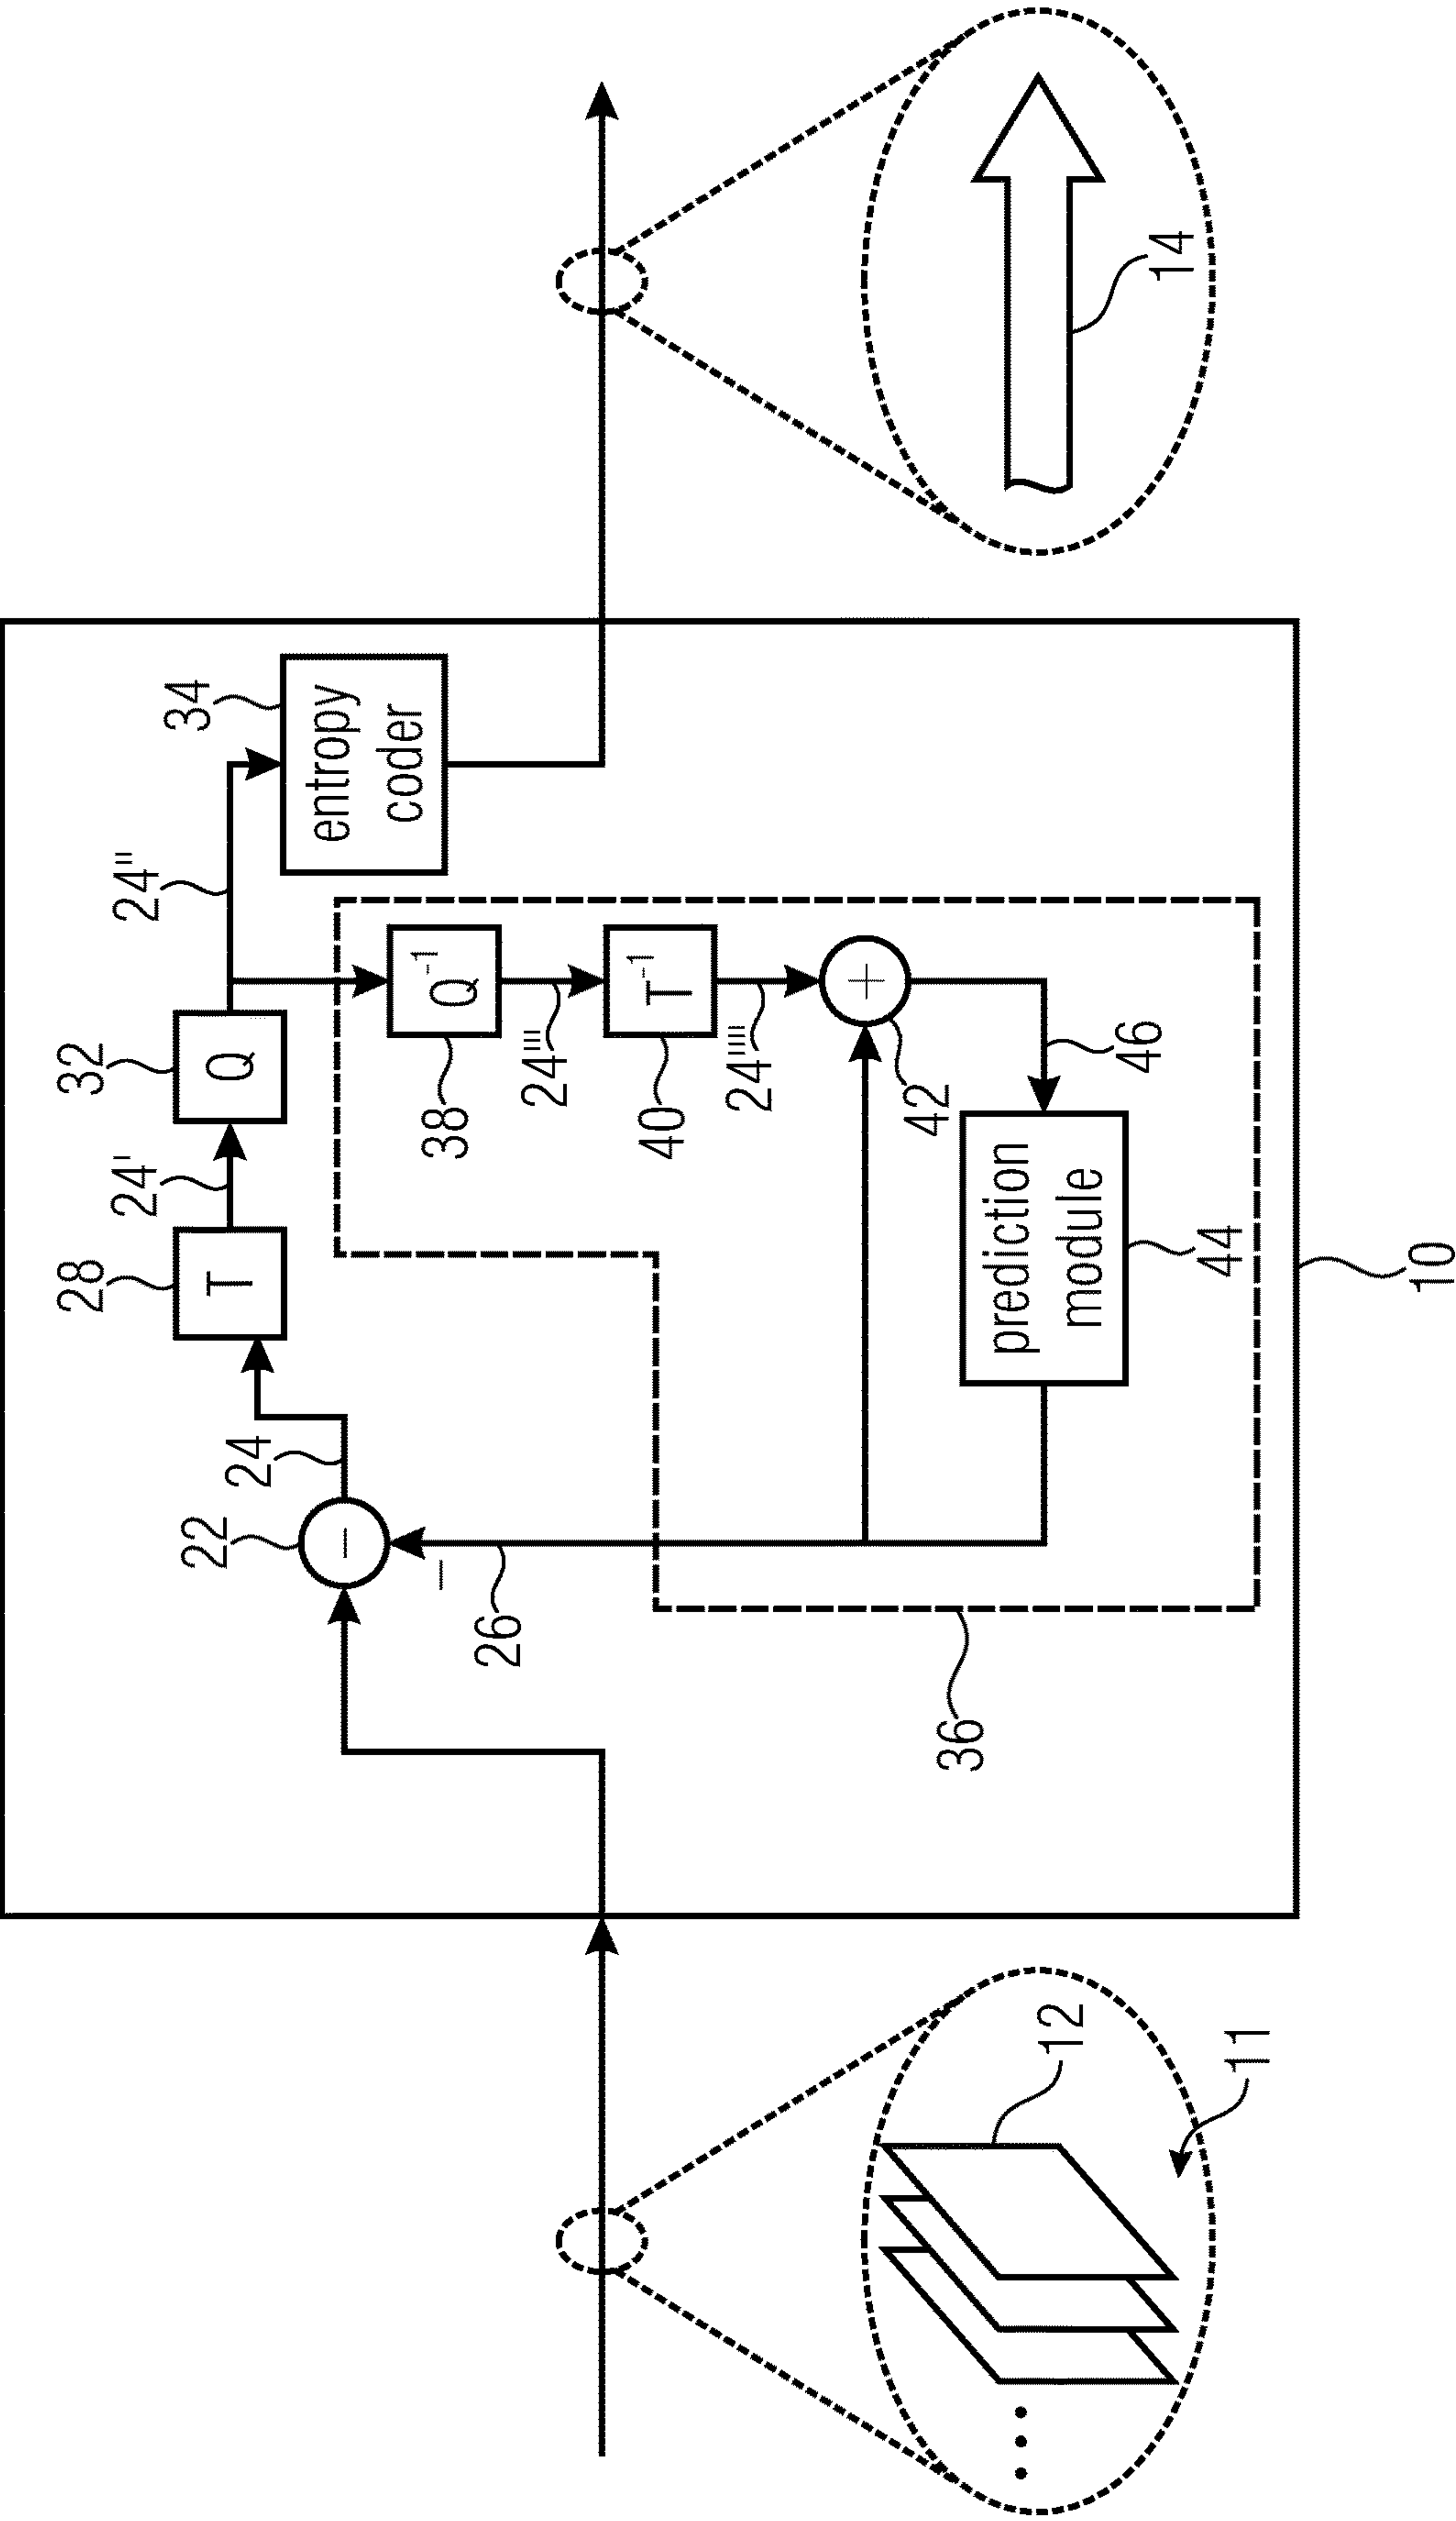 28
32
24'
24"
34
T
Q
entropy
coder
22
24
−
−
26
Q⁻¹
38
24"'
T⁻¹
40
24""
+
42
46
prediction
module
44
36
10
12
11
14